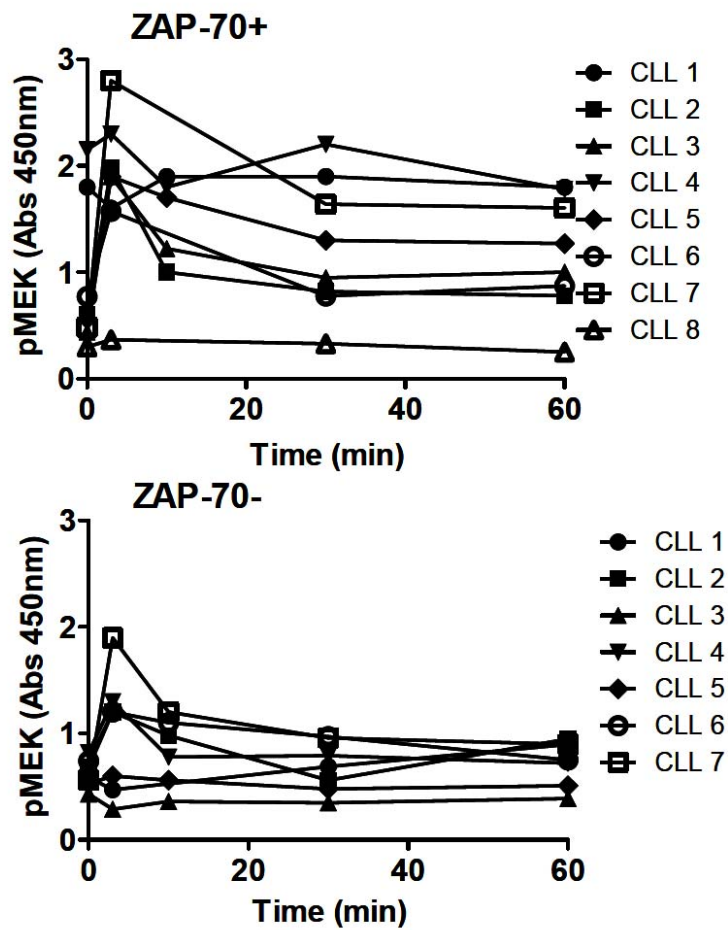 ZAP-70+
pMEK (Abs 450nm)
3
2
1
0
0
20
40
60
Time (min)
CLL 1
CLL 2
CLL 3
CLL 4
CLL 5
CLL 6
CLL 7
CLL 8
ZAP-70-
pMEK (Abs 450nm)
3
2
1
0
0
20
40
60
Time (min)
CLL 1
CLL 2
CLL 3
CLL 4
CLL 5
CLL 6
CLL 7